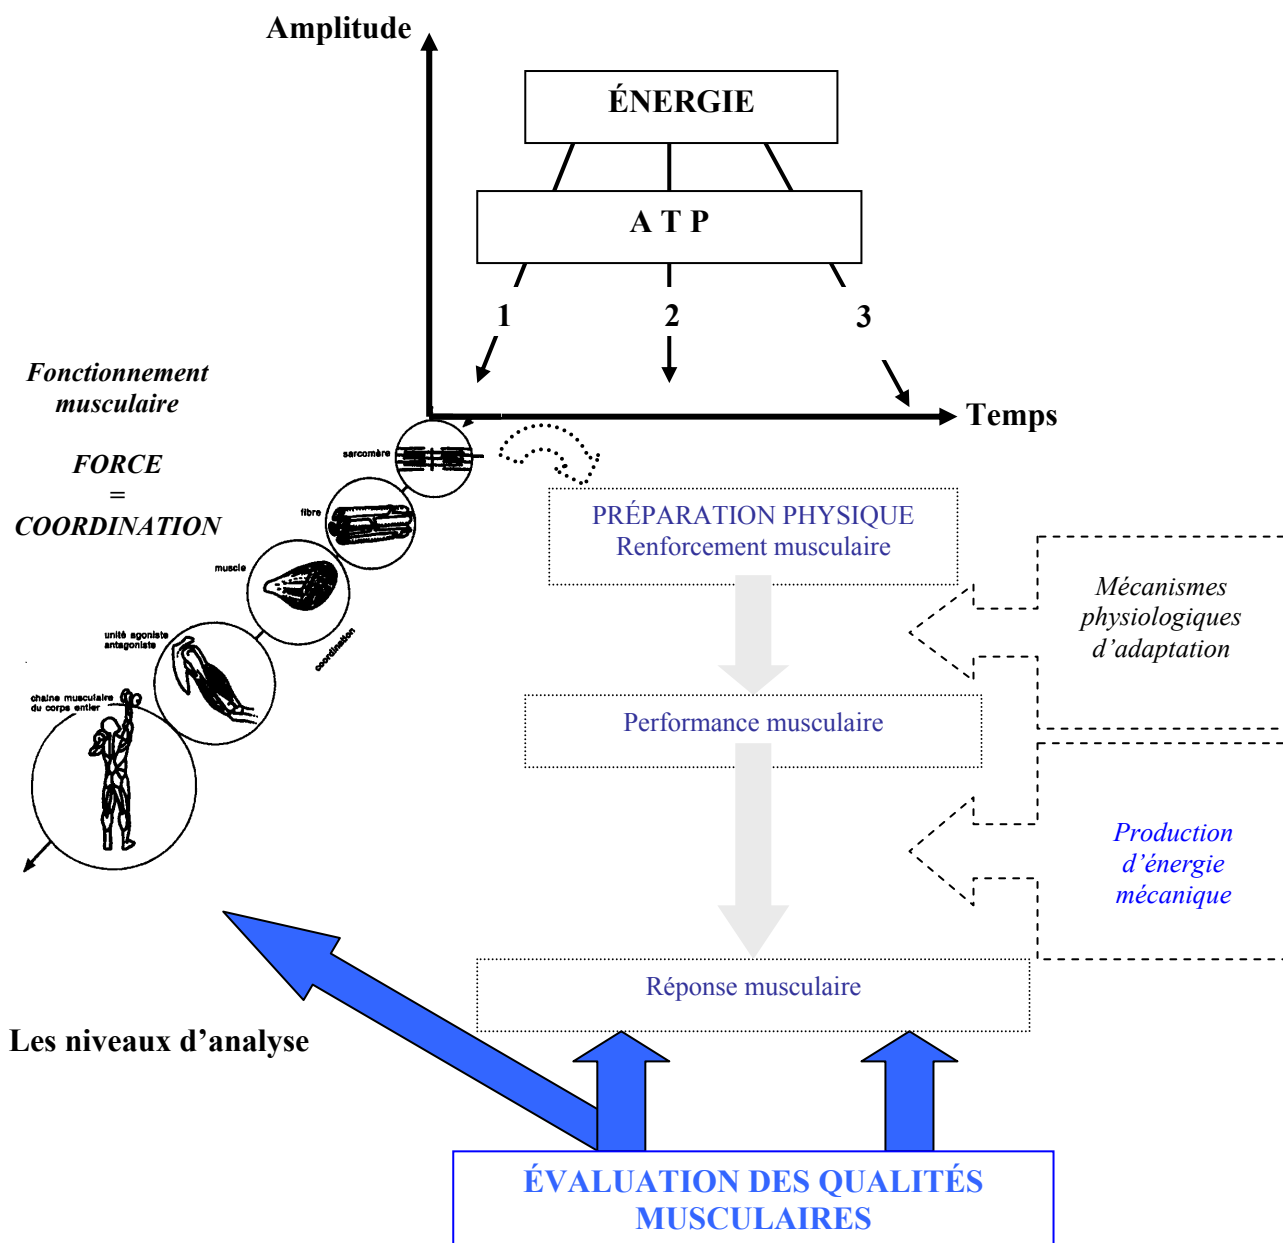 Amplitude
ÉNERGIE
A T P
1 2 3
Temps
Fonctionnement
musculaire
FORCE
=
COORDINATION
sarcomère
fibre
muscle
coordination
unité agoniste
antagoniste
chaîne musculaire
du corps entier
PRÉPARATION PHYSIQUE
Renforcement musculaire
Mécanismes
physiologiques
d’adaptation
Performance musculaire
Production
d’énergie
mécanique
Réponse musculaire
Les niveaux d’analyse
ÉVALUATION DES QUALITÉS
MUSCULAIRES